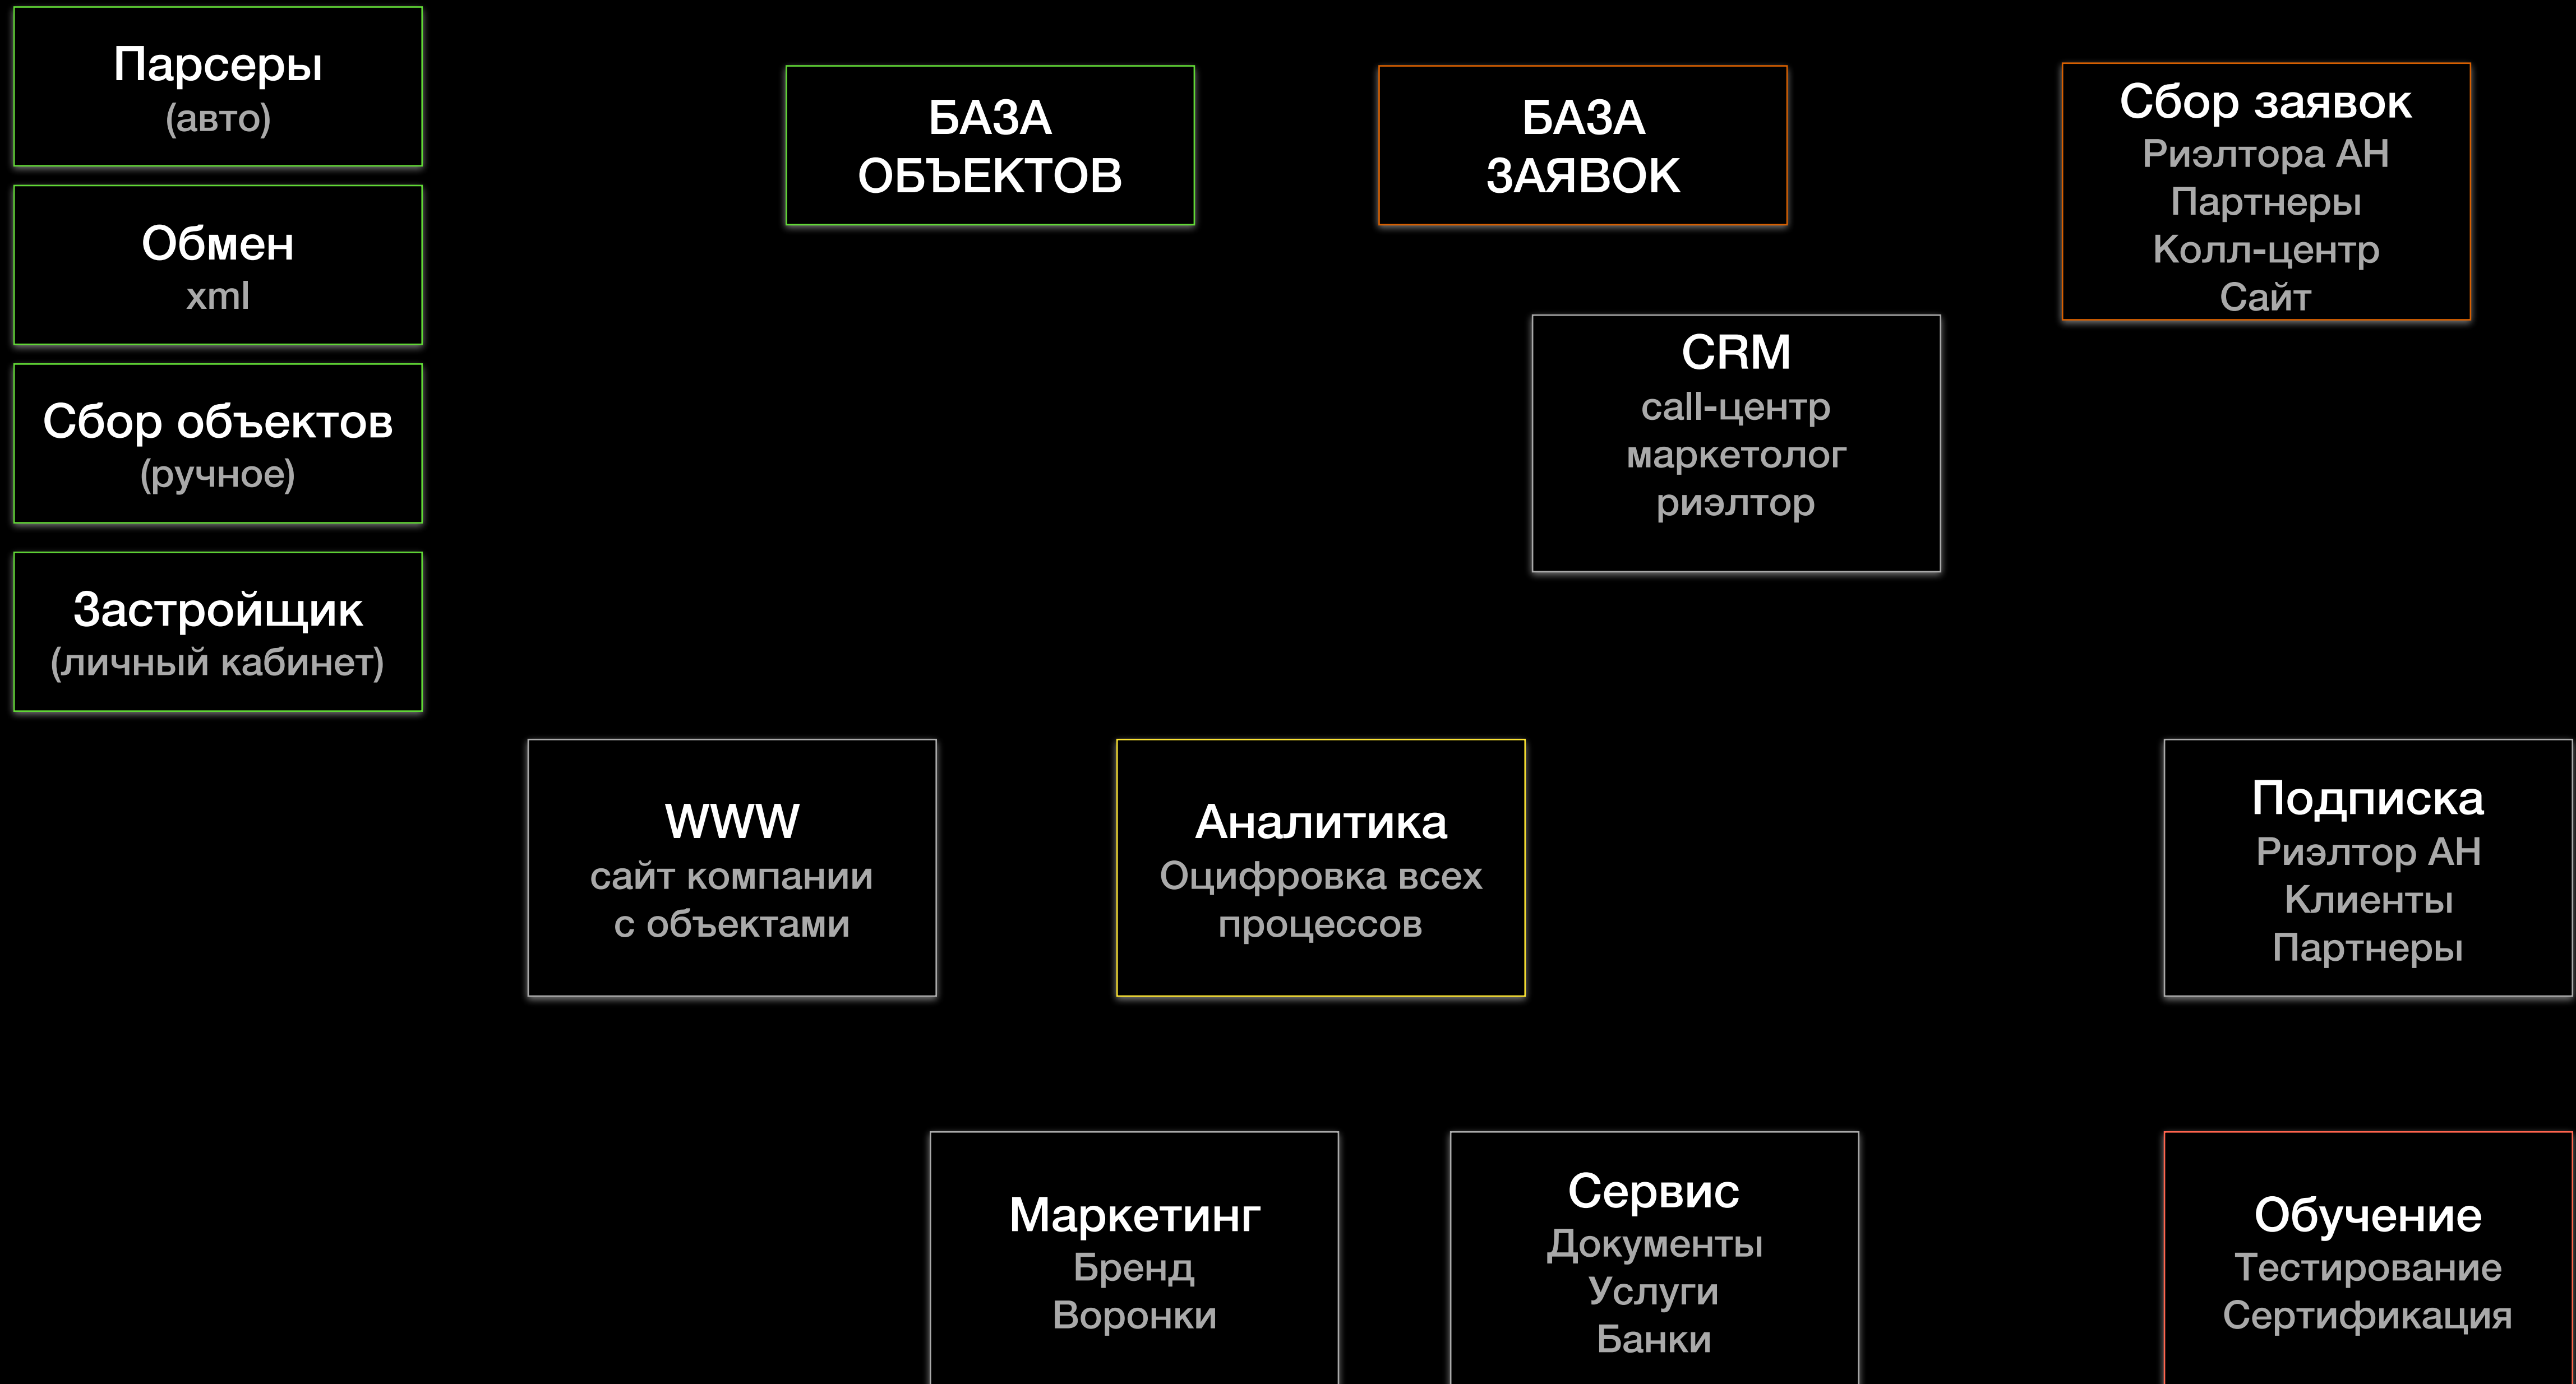 Парсеры
(авто)
Обмен
xml
Сбор объектов
(ручное)
Застройщик
(личный кабинет)
БАЗА
ОБЪЕКТОВ
БАЗА
ЗАЯВОК
Сбор заявок
Риэлтора АН
Партнеры
Колл-центр
Сайт
CRM
call-центр
маркетолог
риэлтор
WWW
сайт компании
с объектами
Аналитика
Оцифровка всех
процессов
Подписка
Риэлтор АН
Клиенты
Партнеры
Маркетинг
Бренд
Воронки
Сервис
Документы
Услуги
Банки
Обучение
Тестирование
Сертификация